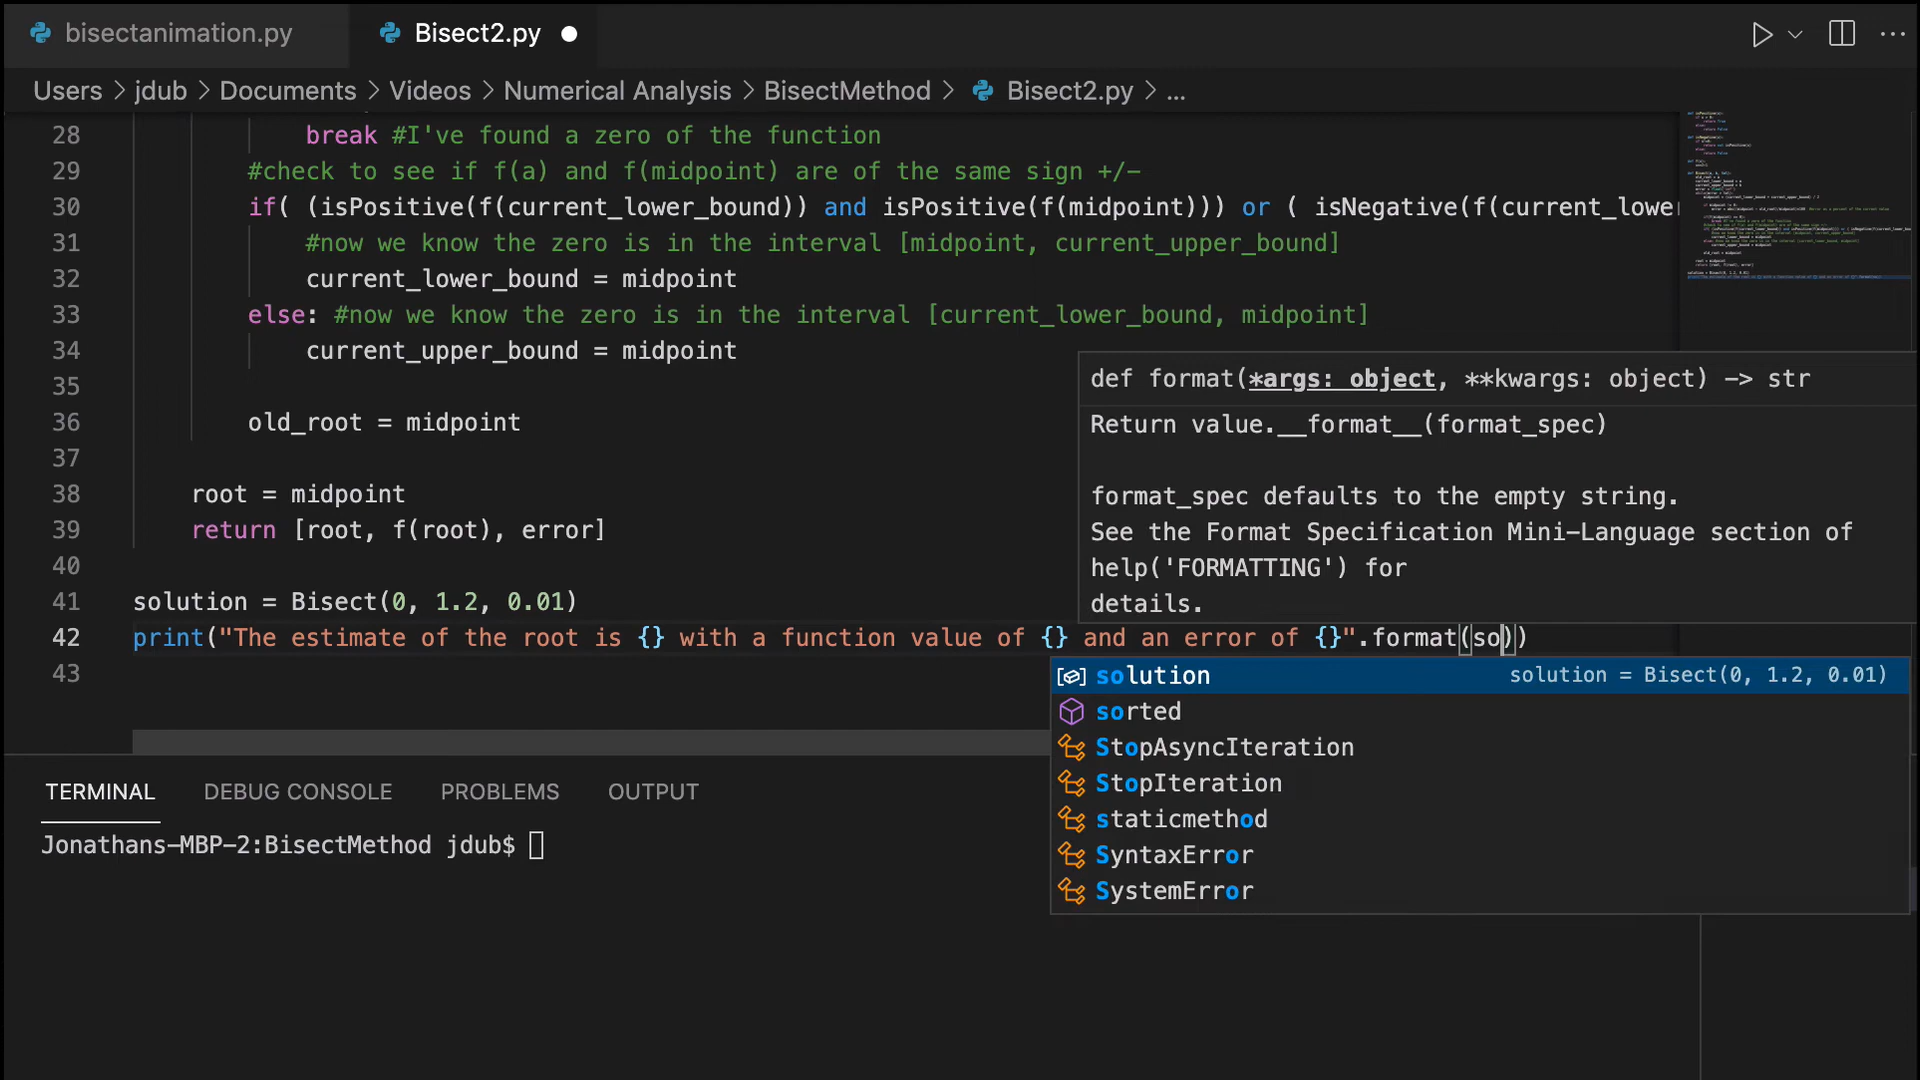 bisectanimation.py Bisect2.py
Users > jdub > Documents > Videos > Numerical Analysis > BisectMethod > Bisect2.py > ...
28 break #I've found a zero of the function
29 #check to see if f(a) and f(midpoint) are of the same sign +/-
30 if( (isPositive(f(current_lower_bound)) and isPositive(f(midpoint))) or ( isNegative(f(current_lower
31 #now we know the zero is in the interval [midpoint, current_upper_bound]
32 current_lower_bound = midpoint
33 else: #now we know the zero is in the interval [current_lower_bound, midpoint]
34 current_upper_bound = midpoint
35
36 old_root = midpoint
37
38 root = midpoint
39 return [root, f(root), error]
40
41 solution = Bisect(0, 1.2, 0.01)
42 print("The estimate of the root is {} with a function value of {} and an error of {}".format(so))
43
def format(*args: object, **kwargs: object) -> str
Return value.__format__(format_spec)
format_spec defaults to the empty string.
See the Format Specification Mini-Language section of
help('FORMATTING') for
details.
solution solution = Bisect(0, 1.2, 0.01)
sorted
StopAsyncIteration
StopIteration
staticmethod
SyntaxError
SystemError
TERMINAL DEBUG CONSOLE PROBLEMS OUTPUT
Jonathans-MBP-2:BisectMethod jdub$